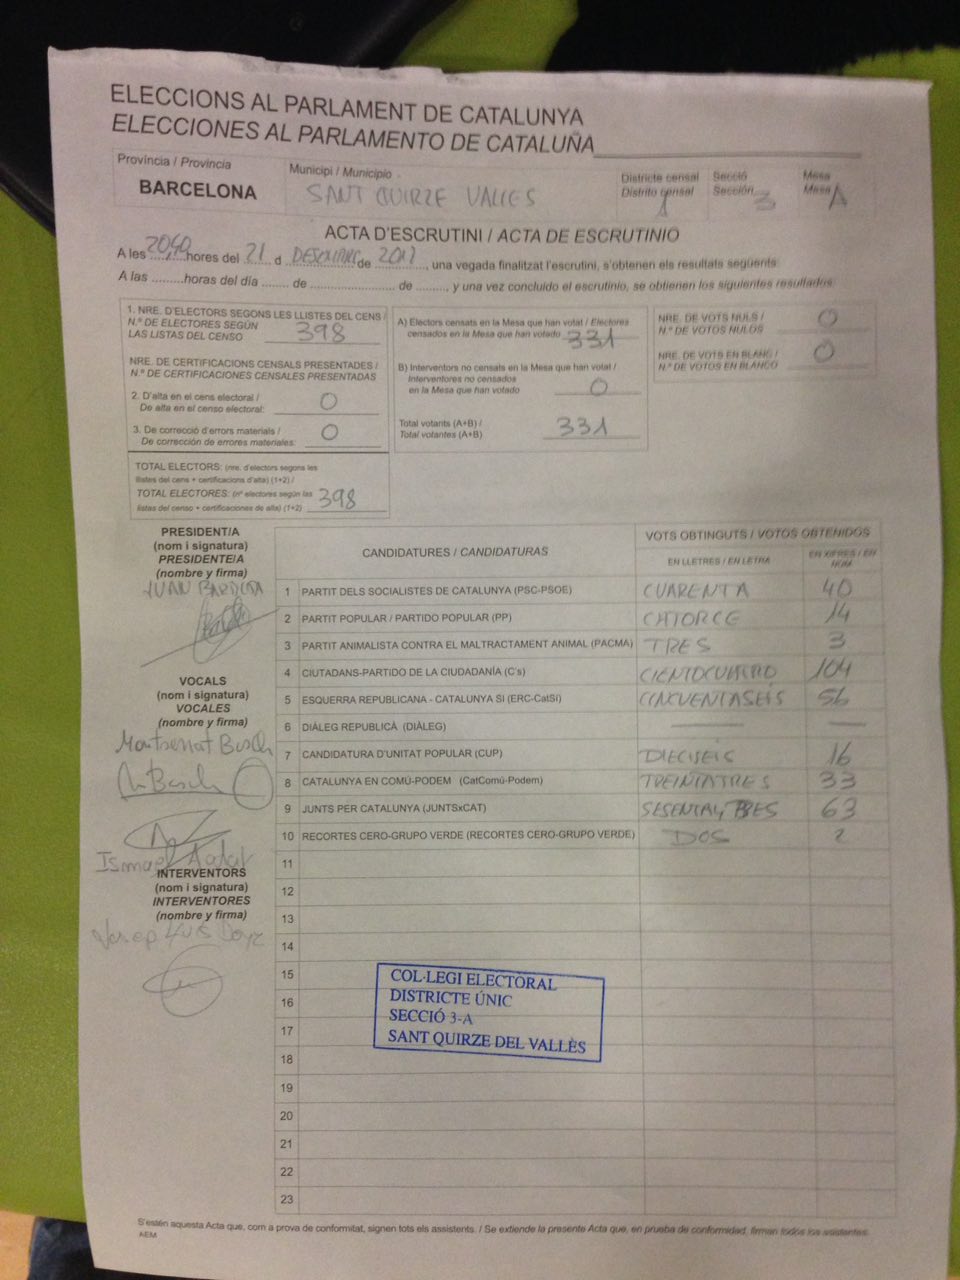 ELECCIONS AL PARLAMENT DE CATALUNYA
ELECCIONES AL PARLAMENTO DE CATALUÑA
Província / Provincia
BARCELONA
Municipi / Municipio
SANT QUIRZE VALLES
Districte censal
Distrito censal
1
Secció
Sección
3
Mesa
Mesa
A
ACTA D'ESCRUTINI / ACTA DE ESCRUTINIO
A les 2040 hores del 21 d DESEMBRE de 2017, una vegada finalitzat l'escrutini, s'obtenen els resultats següents:
A las ......... horas del día ........ de ........................ de ..........., y una vez concluido el escrutinio, se obtienen los siguientes resultados:
1. NRE. D'ELECTORS SEGONS LES LLISTES DEL CENS /
N.º DE ELECTORES SEGÚN
LAS LISTAS DEL CENSO 398
NRE. DE CERTIFICACIONS CENSALS PRESENTADES /
N.º DE CERTIFICACIONES CENSALES PRESENTADAS
2. D'alta en el cens electoral /
De alta en el censo electoral: 0
3. De correcció d'errors materials /
De corrección de errores materiales: 0
TOTAL ELECTORS: (nre. d'electors segons les
llistes del cens + certificacions d'alta) (1+2) /
TOTAL ELECTORES: (nº electores según las 398
listas del censo + certificaciones de alta) (1+2)
A) Electors censats en la Mesa que han votat / Electores
censados en la Mesa que han votado 331
B) Interventors no censats en la Mesa que han votat /
Interventores no censados
en la Mesa que han votado 0
Total votants (A+B) /
Total votantes (A+B) 331
NRE. DE VOTS NULS /
N.º DE VOTOS NULOS 0
NRE. DE VOTS EN BLANC /
N.º DE VOTOS EN BLANCO 0
PRESIDENT/A
(nom i signatura)
PRESIDENTE/A
(nombre y firma)
JUAN
VOCALS
(nom i signatura)
VOCALES
(nombre y firma)
Montserrat Bosch
Ismael
INTERVENTORS
(nom i signatura)
INTERVENTORES
(nombre y firma)
Josep
CANDIDATURES / CANDIDATURAS
VOTS OBTINGUTS / VOTOS OBTENIDOS
EN LLETRES / EN LETRA
EN XIFRES / EN NÚM.
1 PARTIT DELS SOCIALISTES DE CATALUNYA (PSC-PSOE) CUARENTA 40
2 PARTIT POPULAR / PARTIDO POPULAR (PP) CATORCE 14
3 PARTIT ANIMALISTA CONTRA EL MALTRACTAMENT ANIMAL (PACMA) TRES 3
4 CIUTADANS-PARTIDO DE LA CIUDADANÍA (C's) CIENTOCUATRO 104
5 ESQUERRA REPUBLICANA - CATALUNYA SÍ (ERC-CatSí) CINCUENTASEIS 56
6 DIÀLEG REPUBLICÀ (DIÀLEG) — —
7 CANDIDATURA D'UNITAT POPULAR (CUP) DIECISEIS 16
8 CATALUNYA EN COMÚ-PODEM (CatComú-Podem) TREINTATRES 33
9 JUNTS PER CATALUNYA (JUNTSxCAT) SESENTA Y TRES 63
10 RECORTES CERO-GRUPO VERDE (RECORTES CERO-GRUPO VERDE) DOS 2
11
12
13
14
15
16
17
18
19
20
21
22
23
COL·LEGI ELECTORAL
DISTRICTE ÚNIC
SECCIÓ 3-A
SANT QUIRZE DEL VALLÈS
S'estén aquesta Acta que, com a prova de conformitat, signen tots els assistents. / Se extiende la presente Acta que, en prueba de conformidad, firman todos los asistentes.
AEM